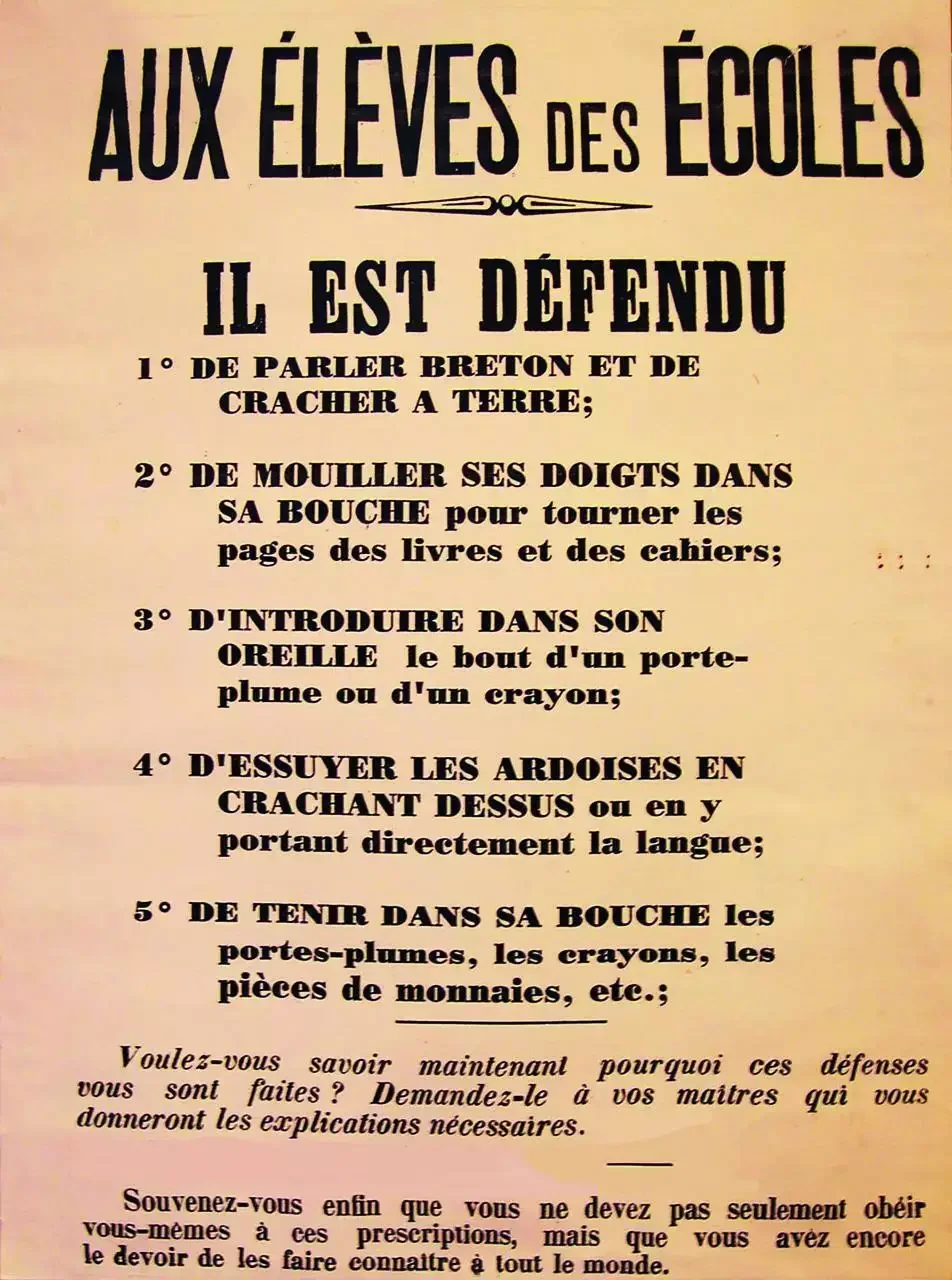 AUX ÉLÈVES DES ÉCOLES
IL EST DÉFENDU
1° DE PARLER BRETON ET DE
CRACHER A TERRE;
2° DE MOUILLER SES DOIGTS DANS
SA BOUCHE pour tourner les
pages des livres et des cahiers;
3° D'INTRODUIRE DANS SON
OREILLE le bout d'un porte-
plume ou d'un crayon;
4° D'ESSUYER LES ARDOISES EN
CRACHANT DESSUS ou en y
portant directement la langue;
5° DE TENIR DANS SA BOUCHE les
portes-plumes, les crayons, les
pièces de monnaies, etc.;
Voulez-vous savoir maintenant pourquoi ces défenses
vous sont faites ? Demandez-le à vos maîtres qui vous
donneront les explications nécessaires.
Souvenez-vous enfin que vous ne devez pas seulement obéir
vous-mêmes à ces prescriptions, mais que vous avez encore
le devoir de les faire connaître à tout le monde.